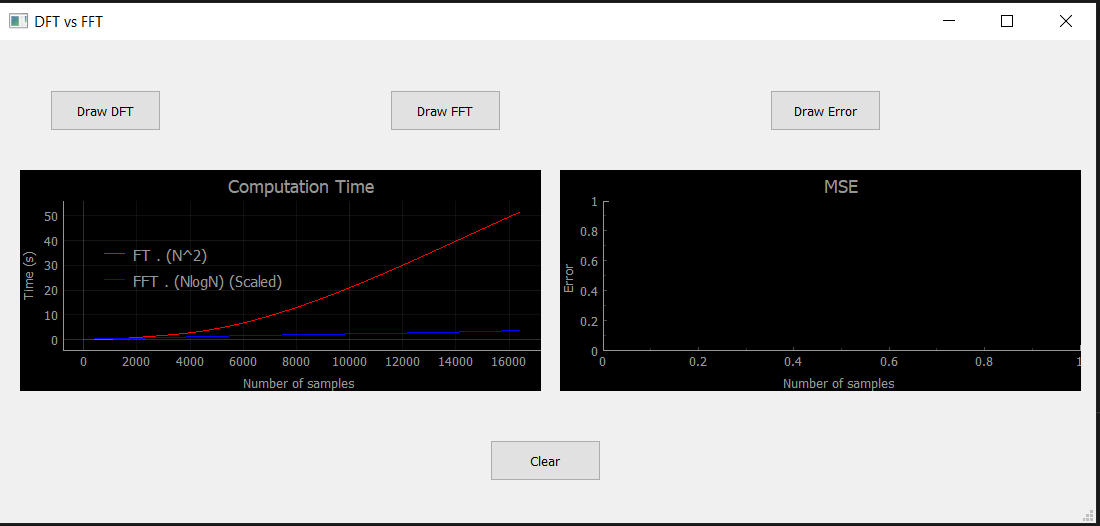 DFT vs FFT
Draw DFT
Draw FFT
Draw Error
Computation Time
50
40
30
20
10
0
Time (s)
FT . (N^2)
FFT . (NlogN) (Scaled)
0 2000 4000 6000 8000 10000 12000 14000 16000
Number of samples
MSE
1
0.8
0.6
0.4
0.2
0
Error
0 0.2 0.4 0.6 0.8 1
Number of samples
Clear